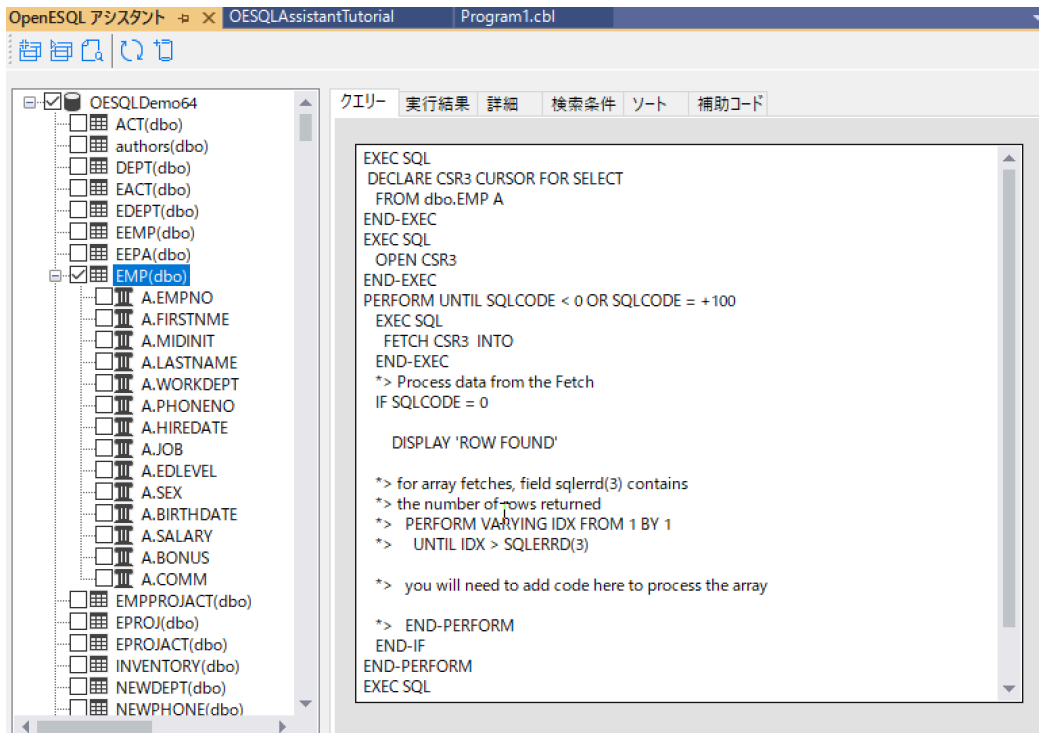 OpenESQL アシスタント
OESQLAssistantTutorial
Program1.cbl
OESQLDemo64
ACT(dbo)
authors(dbo)
DEPT(dbo)
EACT(dbo)
EDEPT(dbo)
EEMP(dbo)
EEPA(dbo)
EMP(dbo)
A.EMPNO
A.FIRSTNME
A.MIDINIT
A.LASTNAME
A.WORKDEPT
A.PHONENO
A.HIREDATE
A.JOB
A.EDLEVEL
A.SEX
A.BIRTHDATE
A.SALARY
A.BONUS
A.COMM
EMPPROJACT(dbo)
EPROJ(dbo)
EPROJACT(dbo)
INVENTORY(dbo)
NEWDEPT(dbo)
NEWPHONE(dbo)
クエリー 実行結果 詳細 検索条件 ソート 補助コード
EXEC SQL
DECLARE CSR3 CURSOR FOR SELECT
FROM dbo.EMP A
END-EXEC
EXEC SQL
OPEN CSR3
END-EXEC
PERFORM UNTIL SQLCODE < 0 OR SQLCODE = +100
EXEC SQL
FETCH CSR3 INTO
END-EXEC
*> Process data from the Fetch
IF SQLCODE = 0
DISPLAY 'ROW FOUND'
*> for array fetches, field sqlerrd(3) contains
*> the number of rows returned
*> PERFORM VARYING IDX FROM 1 BY 1
*> UNTIL IDX > SQLERRD(3)
*> you will need to add code here to process the array
*> END-PERFORM
END-IF
END-PERFORM
EXEC SQL